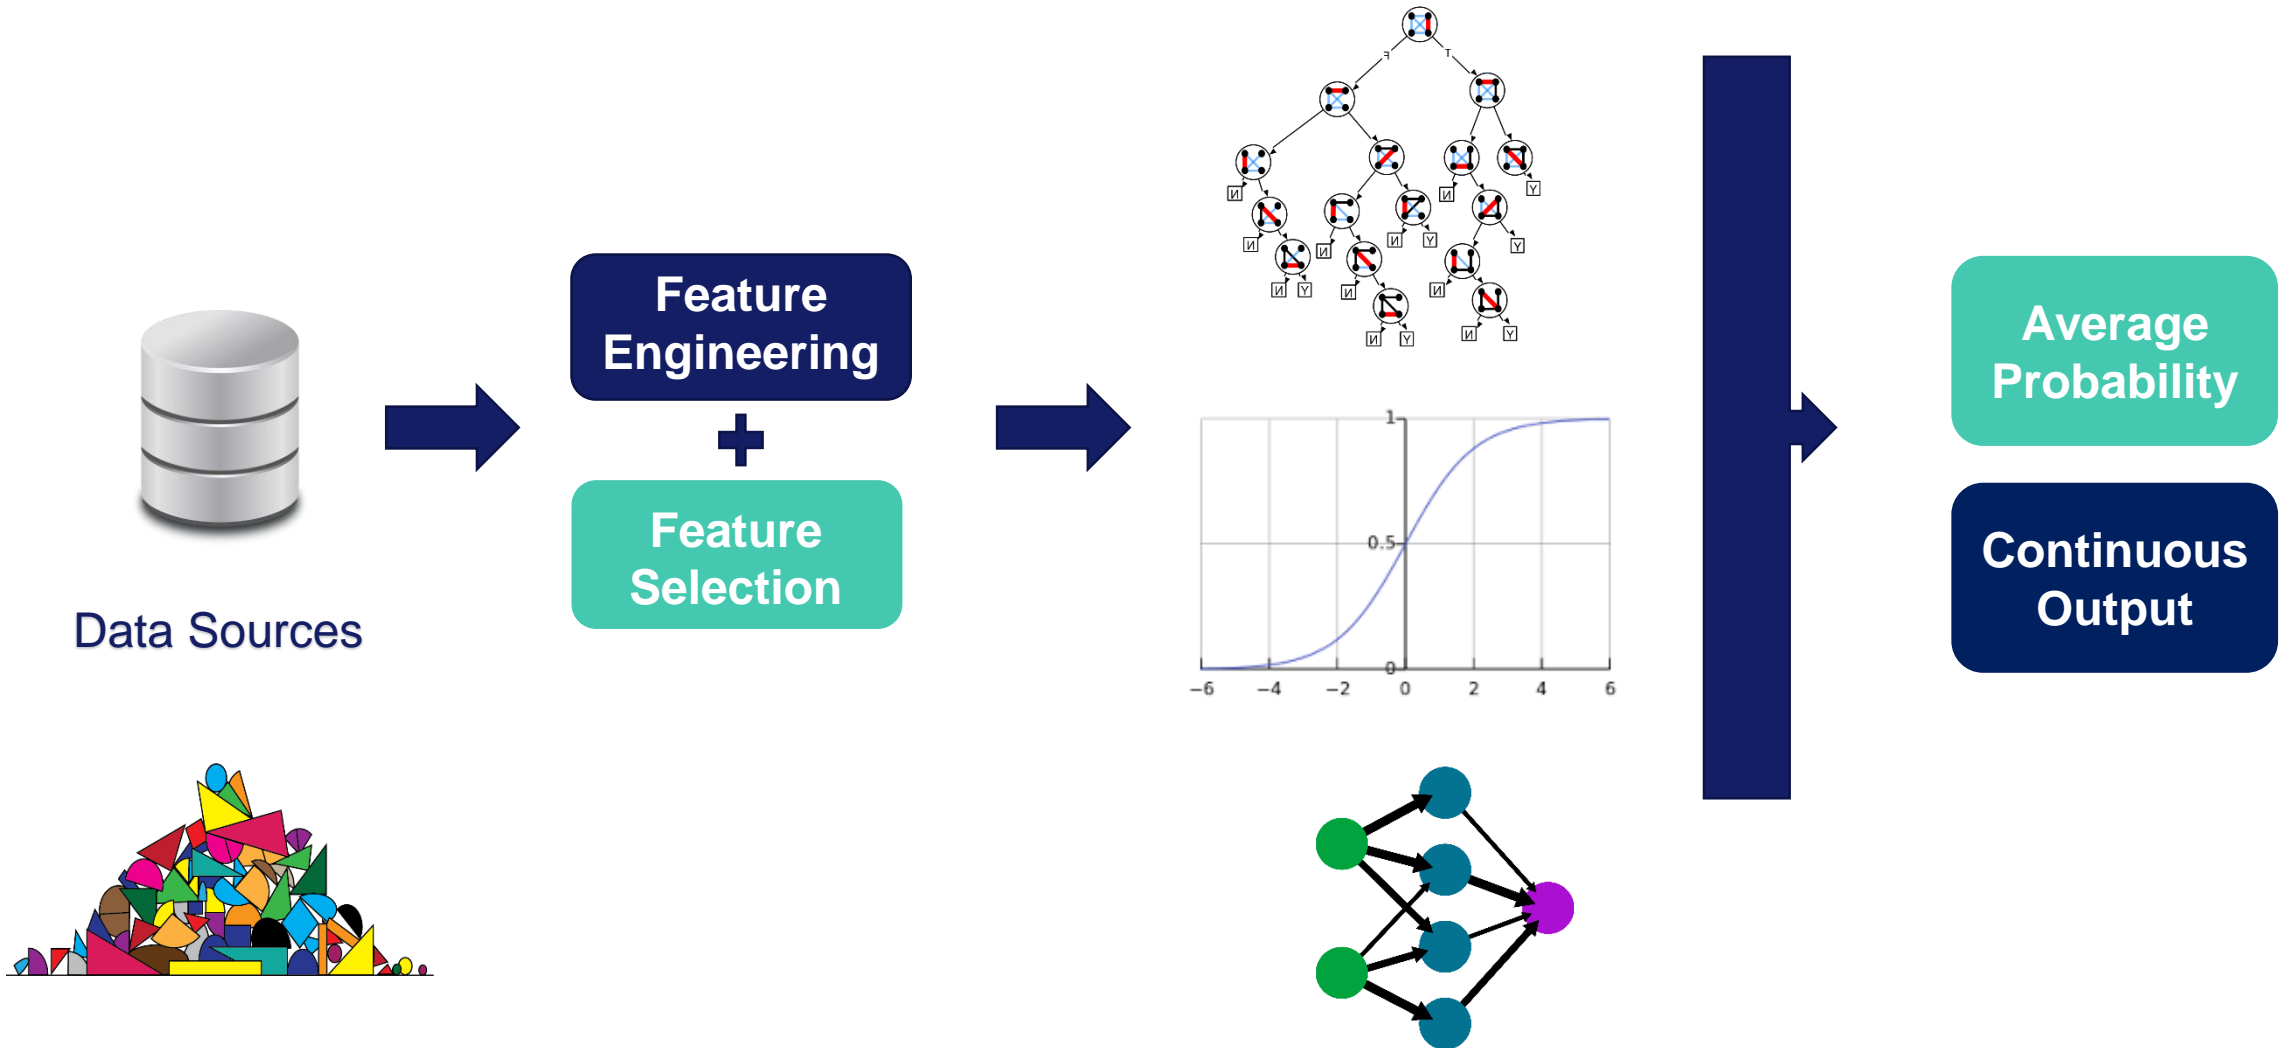 Data Sources
Feature
Engineering
+
Feature
Selection
F T
N N Y
N N N Y Y
N Y N N
N Y N Y
1
0.5
0
−6 −4 −2 0 2 4 6
Average
Probability
Continuous
Output